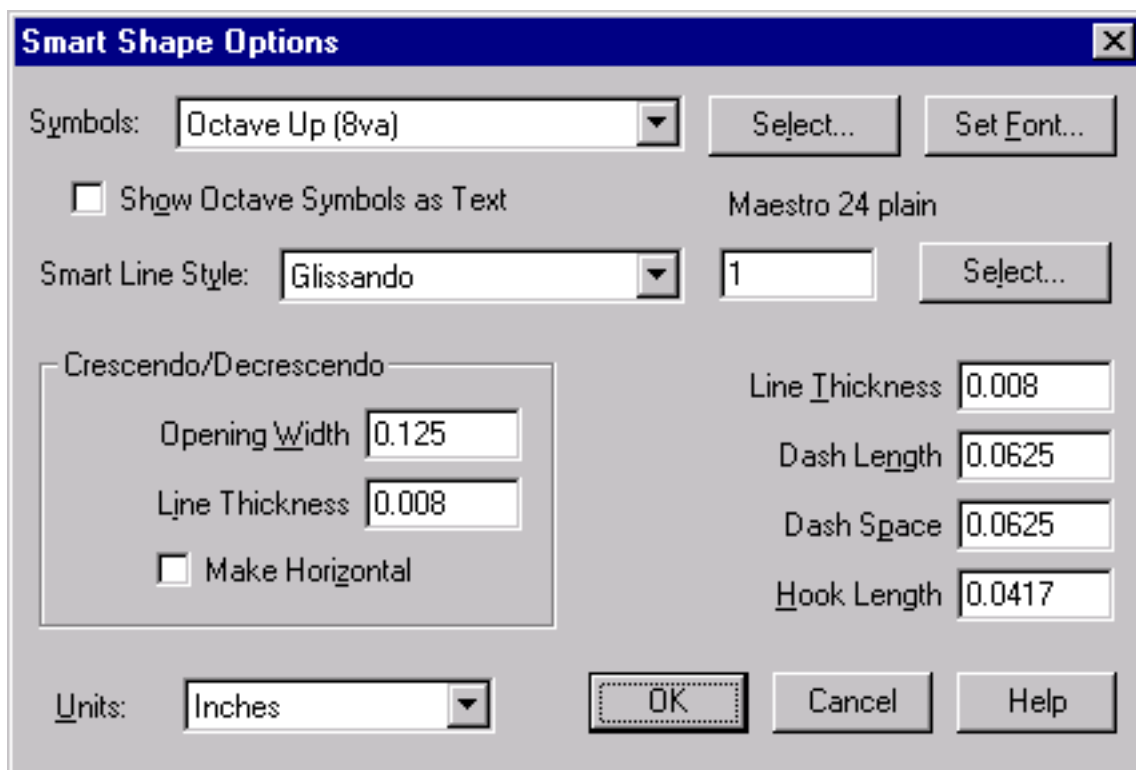 Smart Shape Options
Symbols: Octave Up (8va) Select... Set Font...
Show Octave Symbols as Text Maestro 24 plain
Smart Line Style: Glissando 1 Select...
Crescendo/Decrescendo
Line Thickness 0.008
Opening Width 0.125
Dash Length 0.0625
Line Thickness 0.008
Dash Space 0.0625
Make Horizontal
Hook Length 0.0417
Units: Inches OK Cancel Help